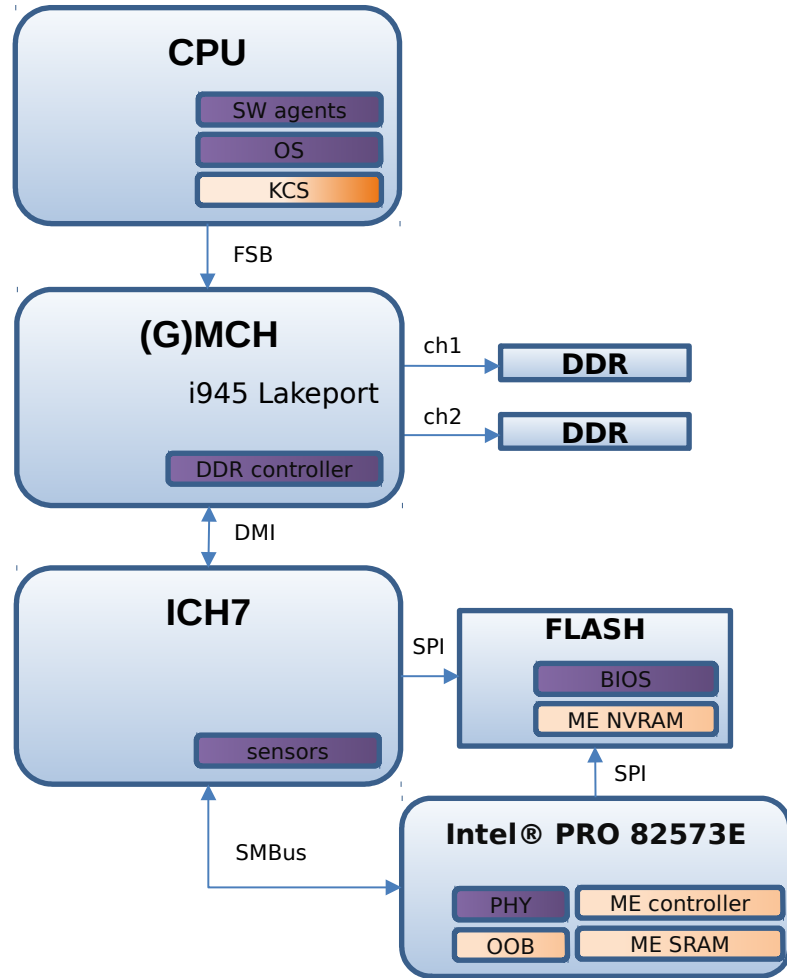 CPU
SW agents
OS
KCS
FSB
(G)MCH
i945 Lakeport
DDR controller
ch1
DDR
ch2
DDR
DMI
ICH7
sensors
SPI
FLASH
BIOS
ME NVRAM
SPI
SMBus
Intel® PRO 82573E
PHY
ME controller
OOB
ME SRAM